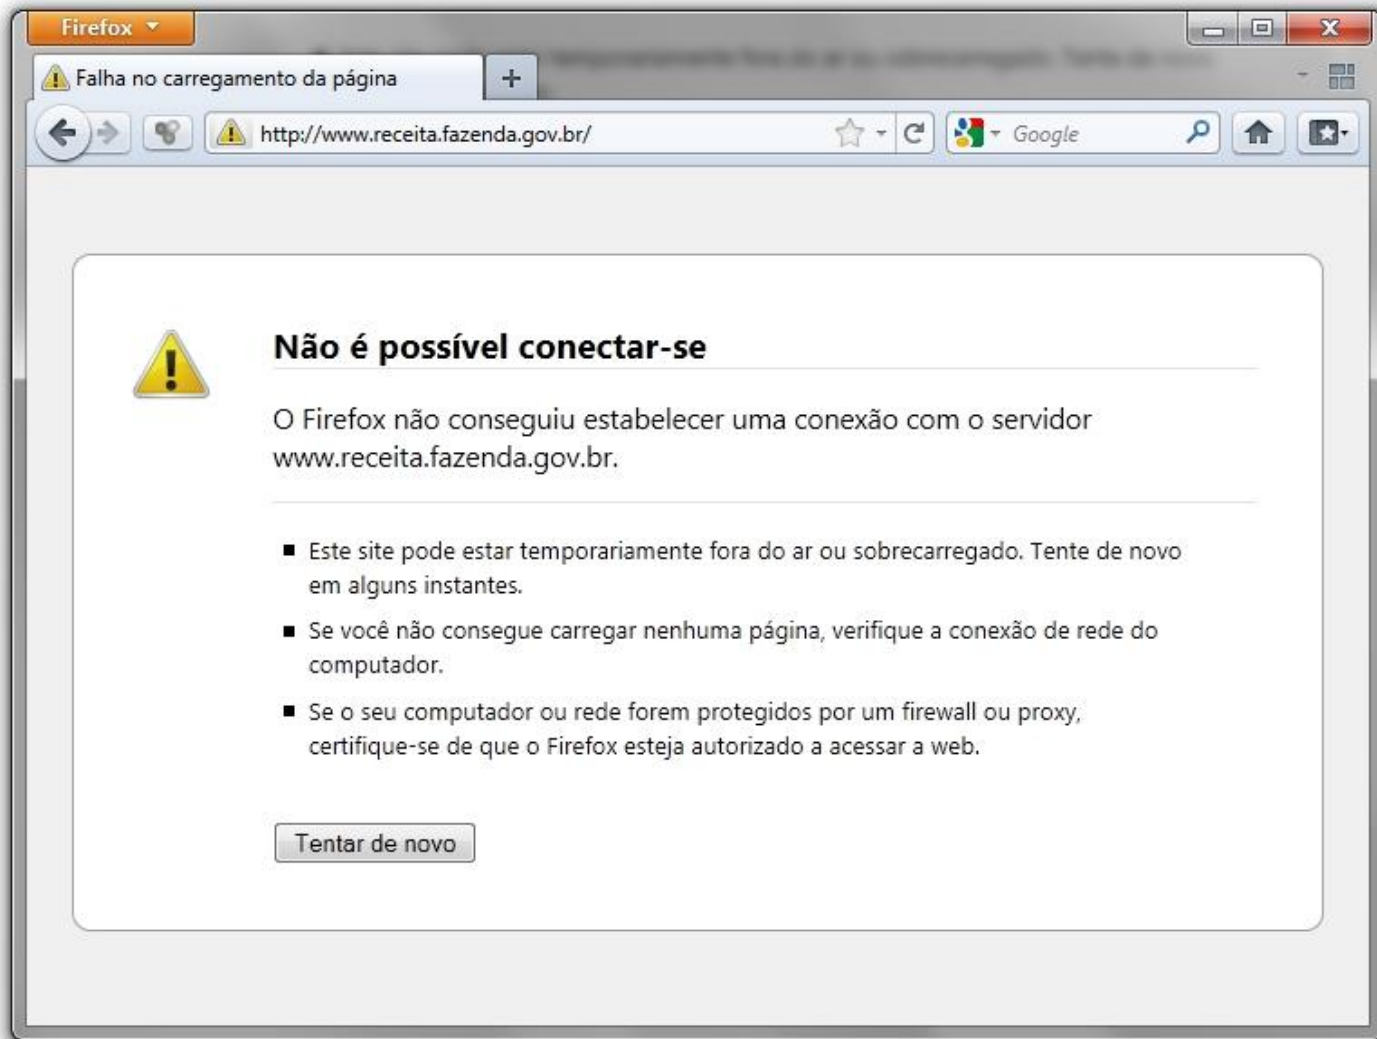 Firefox
Falha no carregamento da página
http://www.receita.fazenda.gov.br/
Google
Não é possível conectar-se
O Firefox não conseguiu estabelecer uma conexão com o servidor
www.receita.fazenda.gov.br.
Este site pode estar temporariamente fora do ar ou sobrecarregado. Tente de novo
em alguns instantes.
Se você não consegue carregar nenhuma página, verifique a conexão de rede do
computador.
Se o seu computador ou rede forem protegidos por um firewall ou proxy,
certifique-se de que o Firefox esteja autorizado a acessar a web.
Tentar de novo